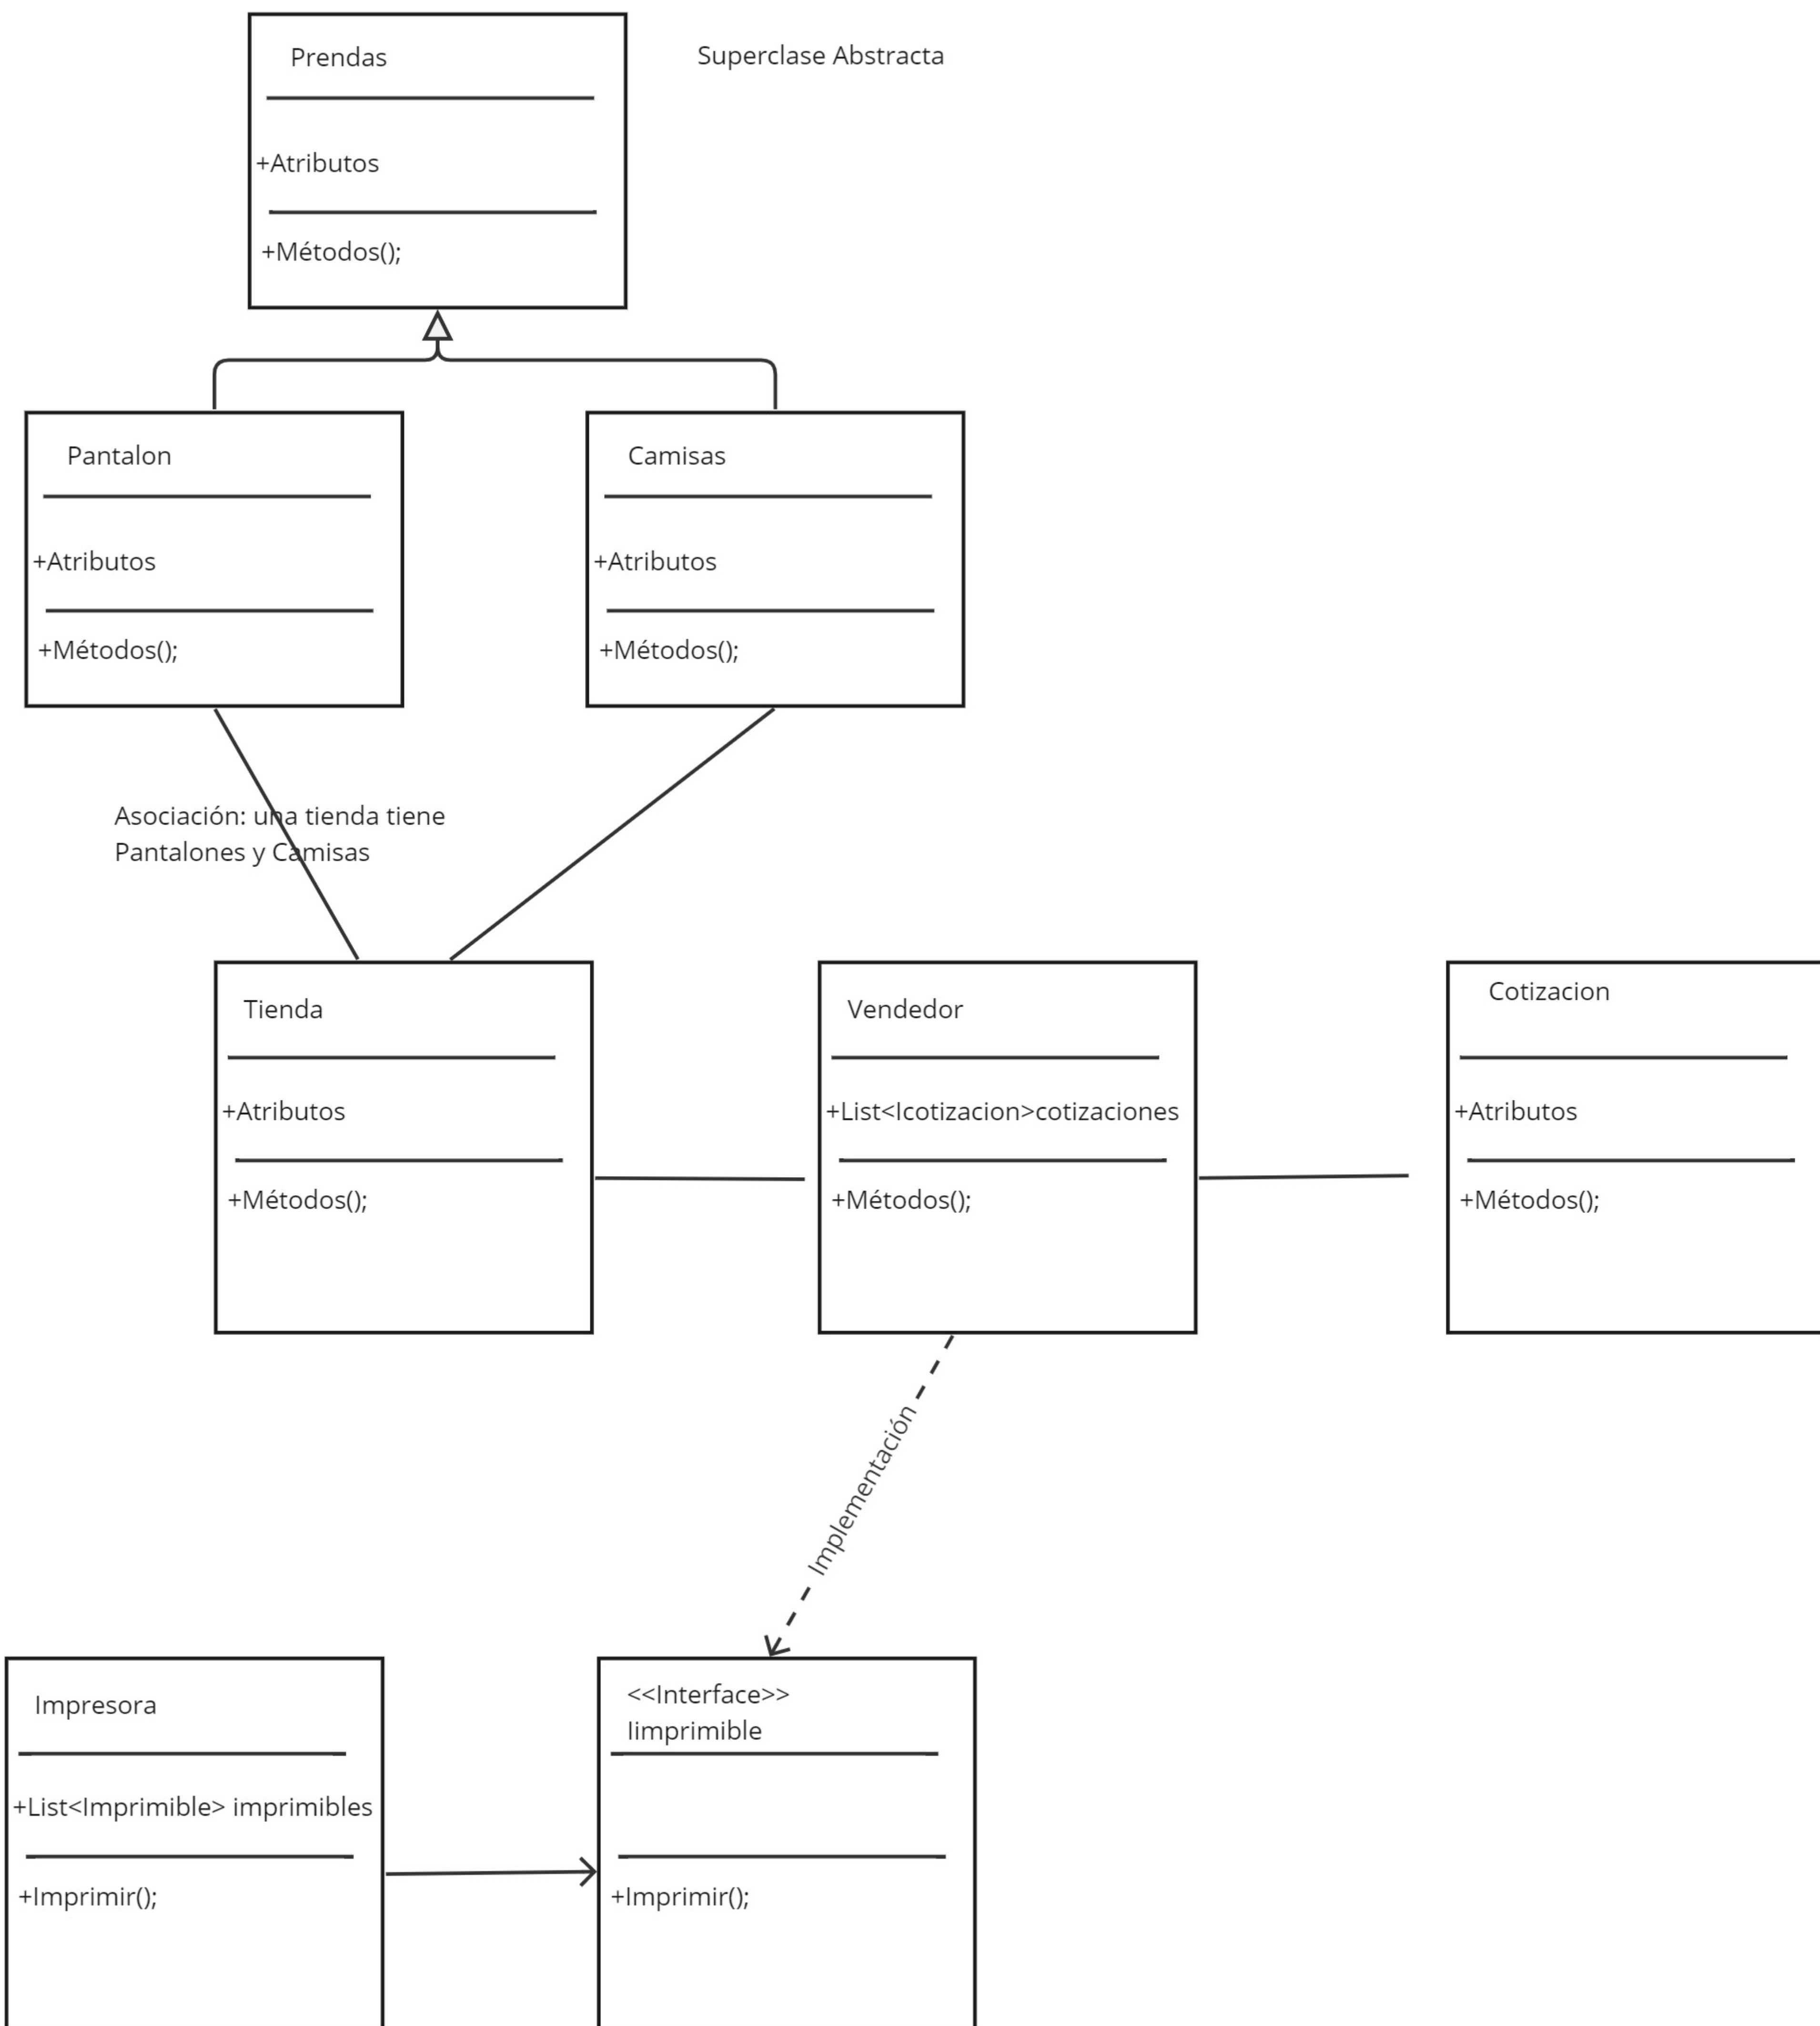 Prendas
Superclase Abstracta
+Atributos
+Métodos();
Pantalon
Camisas
+Atributos
+Atributos
+Métodos();
+Métodos();
Asociación: una tienda tiene
Pantalones y Camisas
Tienda
Vendedor
Cotizacion
+Atributos
+List<Icotizacion>cotizaciones
+Atributos
+Métodos();
+Métodos();
+Métodos();
Implementación
Impresora
<<Interface>>
Iimprimible
+List<Imprimible> imprimibles
+Imprimir();
+Imprimir();